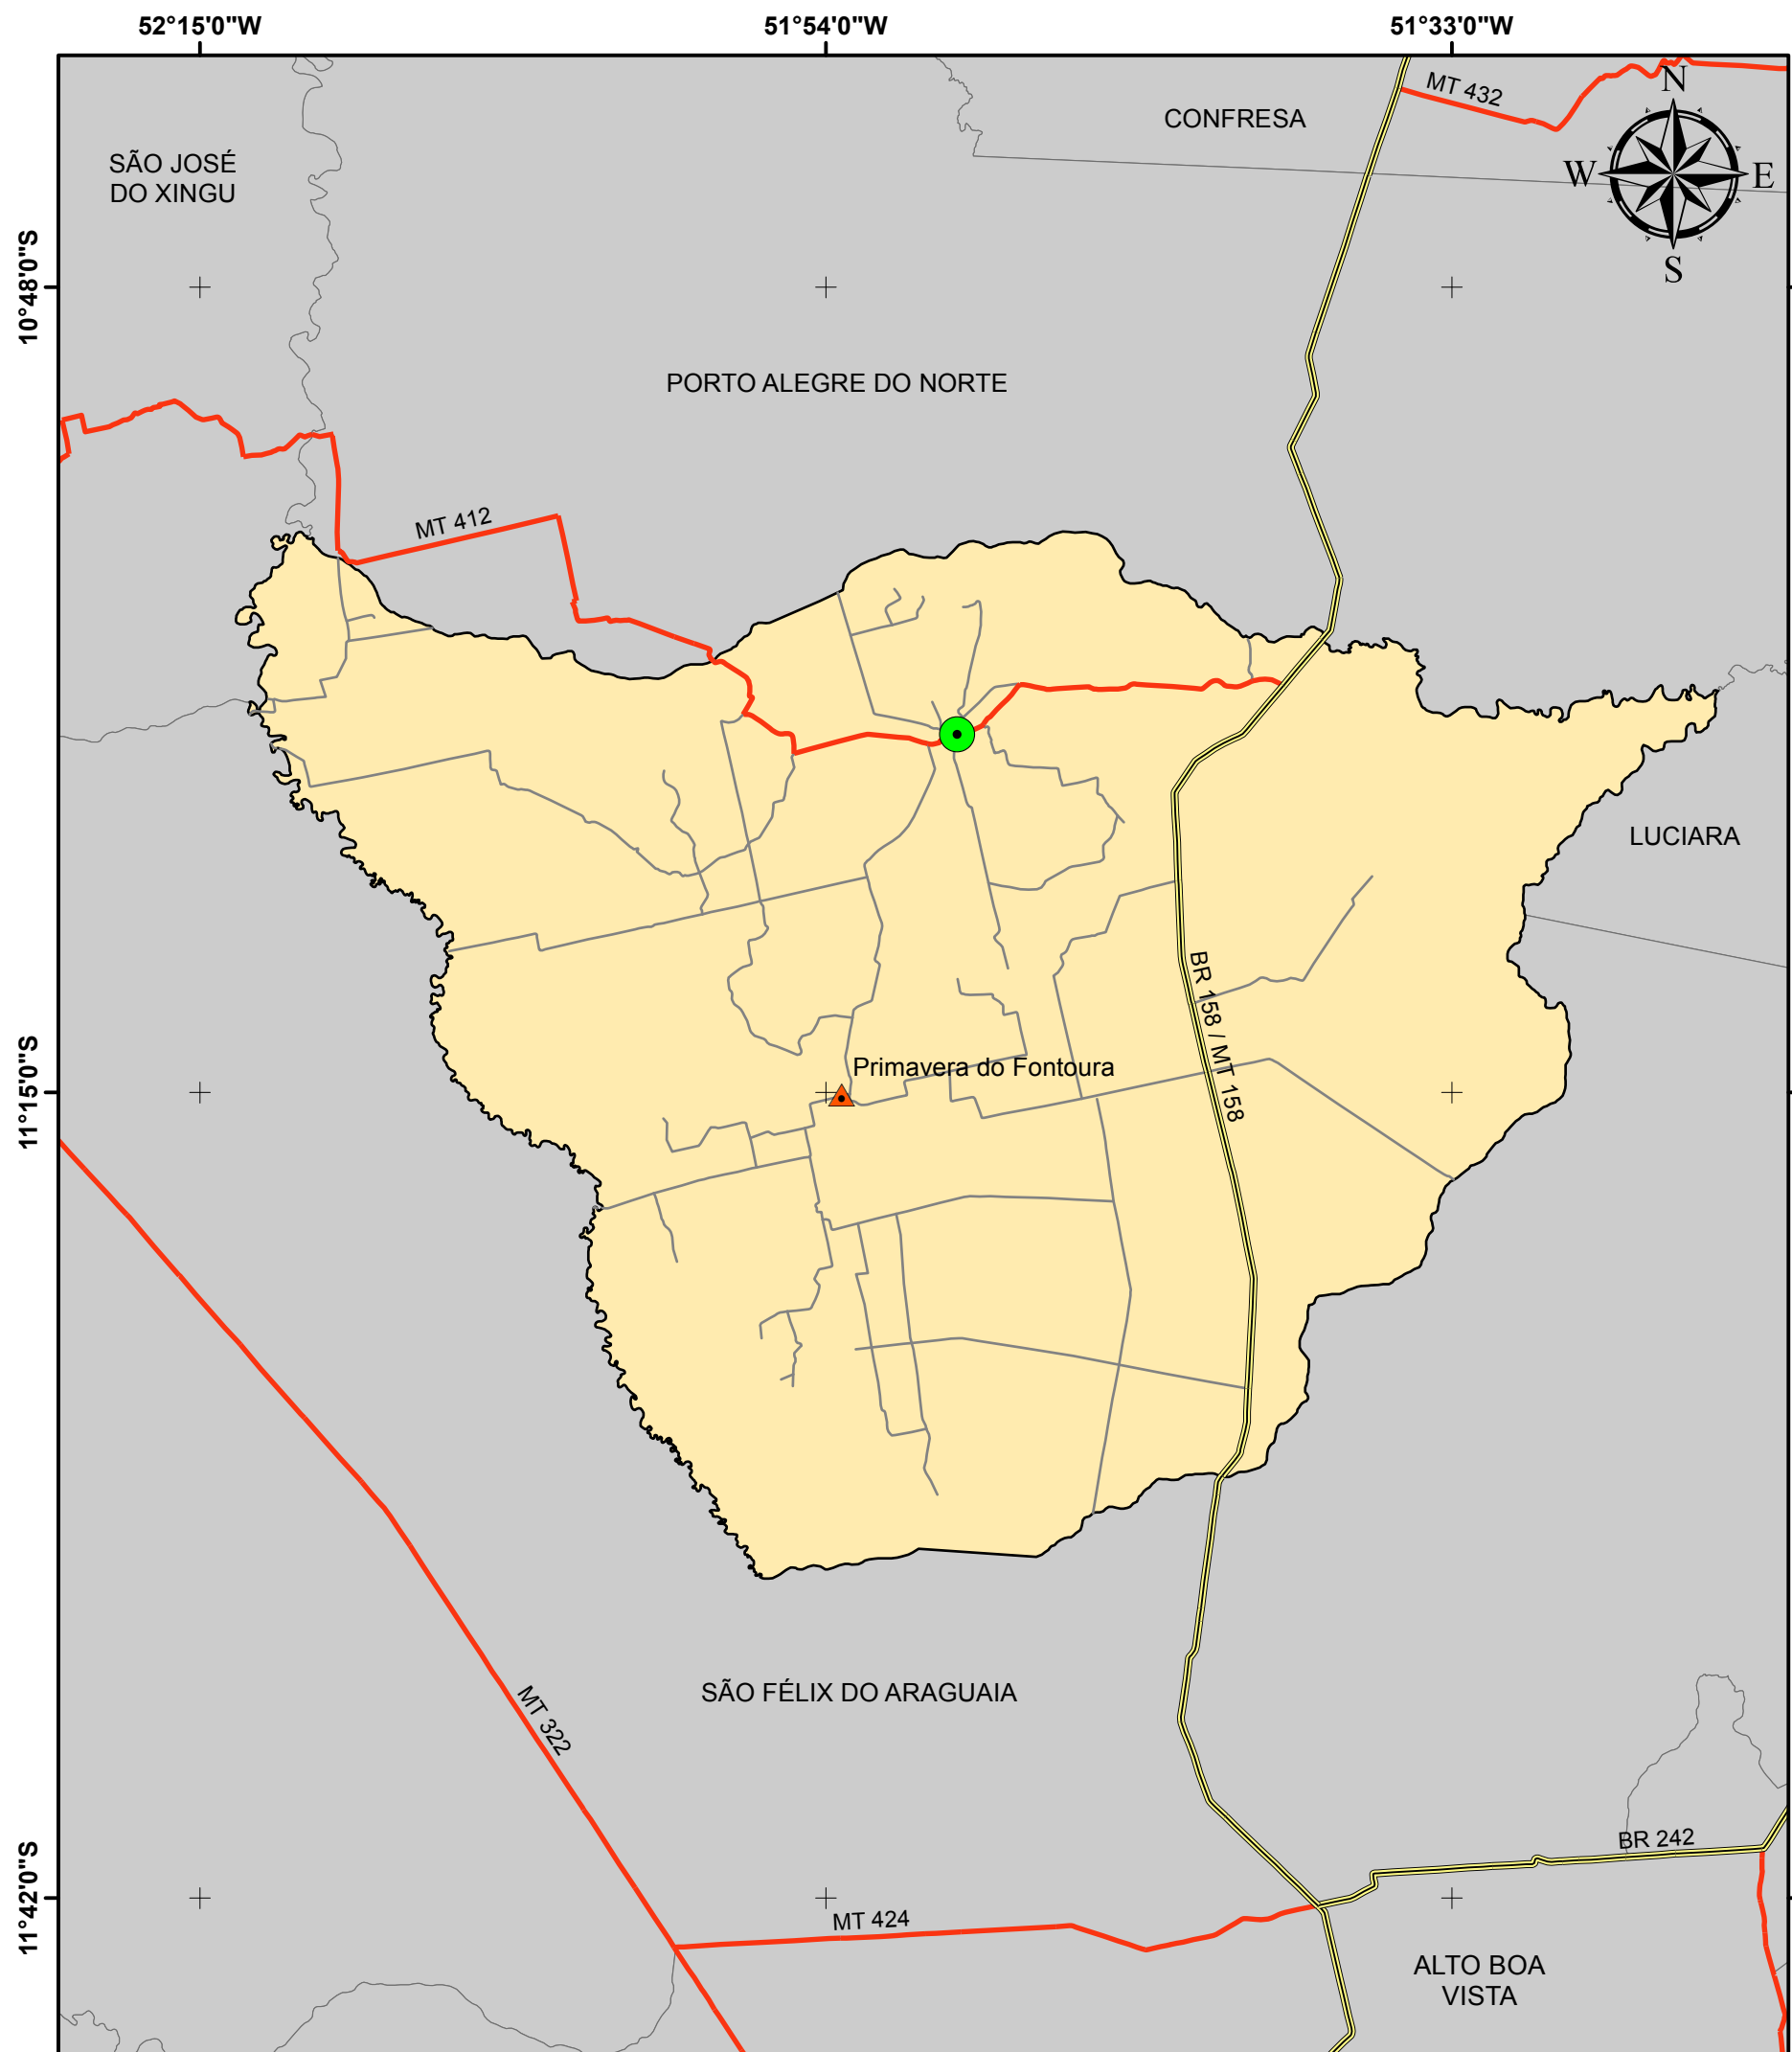 52°15'0"W
51°54'0"W
51°33'0"W
MT 432
N
CONFRESA
SÃO JOSÉ
DO XINGU
W
E
S
10°48'0"S
PORTO ALEGRE DO NORTE
MT 412
LUCIARA
BR 158 / MT 158
Primavera do Fontoura
11°15'0"S
SÃO FÉLIX DO ARAGUAIA
MT 322
BR 242
11°42'0"S
MT 424
ALTO BOA
VISTA